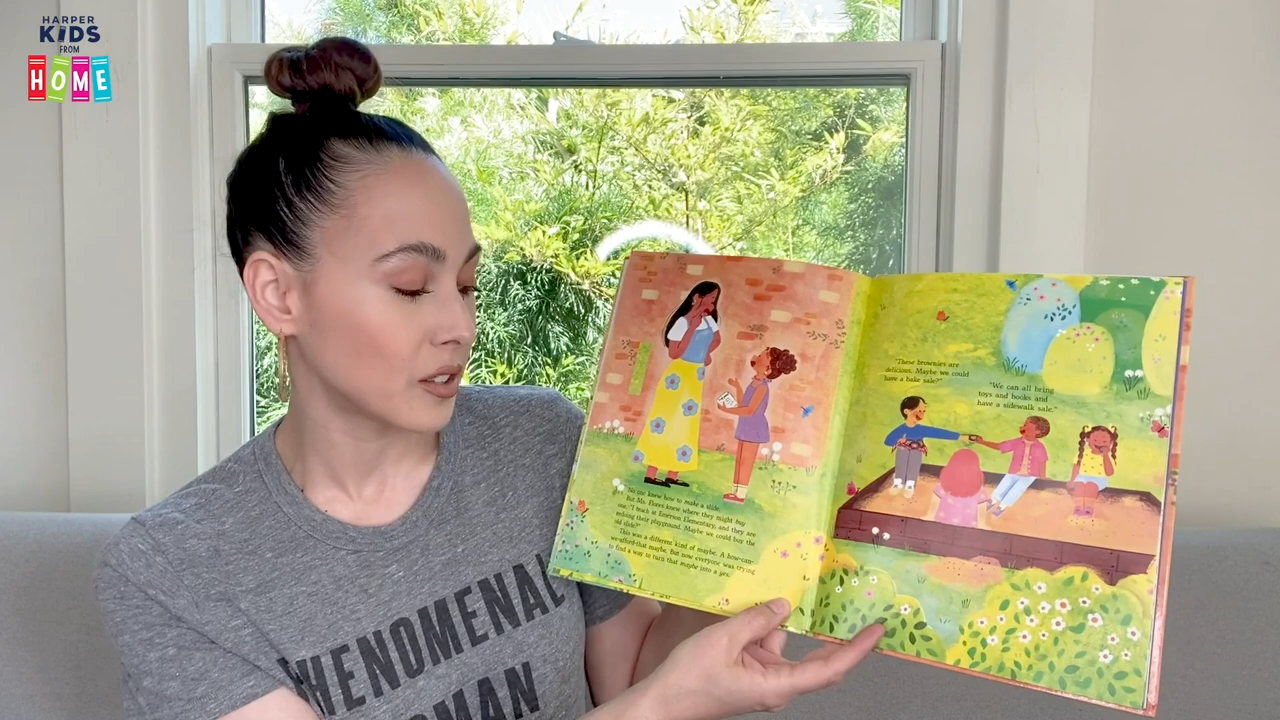 HARPER
KIDS
FROM
HOME
PHENOMENAL
WOMAN
No one knew how to make a slide.
But Ms. Flores knew where they might buy
one. "I teach at Emerson Elementary, and they are
redoing their playground. Maybe we could buy the
old slide?"
This was a different kind of maybe. A how-can-
we-afford-that maybe. But now everyone was trying
to find a way to turn that maybe into a yes.
"These brownies are
delicious. Maybe we could
have a bake sale?"
"We can all bring
toys and books and
have a sidewalk sale."